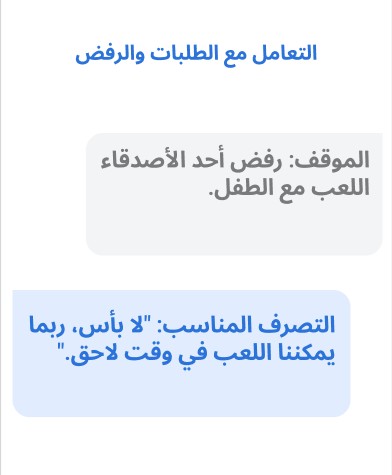 التعامل مع الطلبات والرفض
الموقف: رفض أحد الأصدقاء
اللعب مع الطفل.
التصرف المناسب: "لا بأس، ربما
يمكننا اللعب في وقت لاحق."